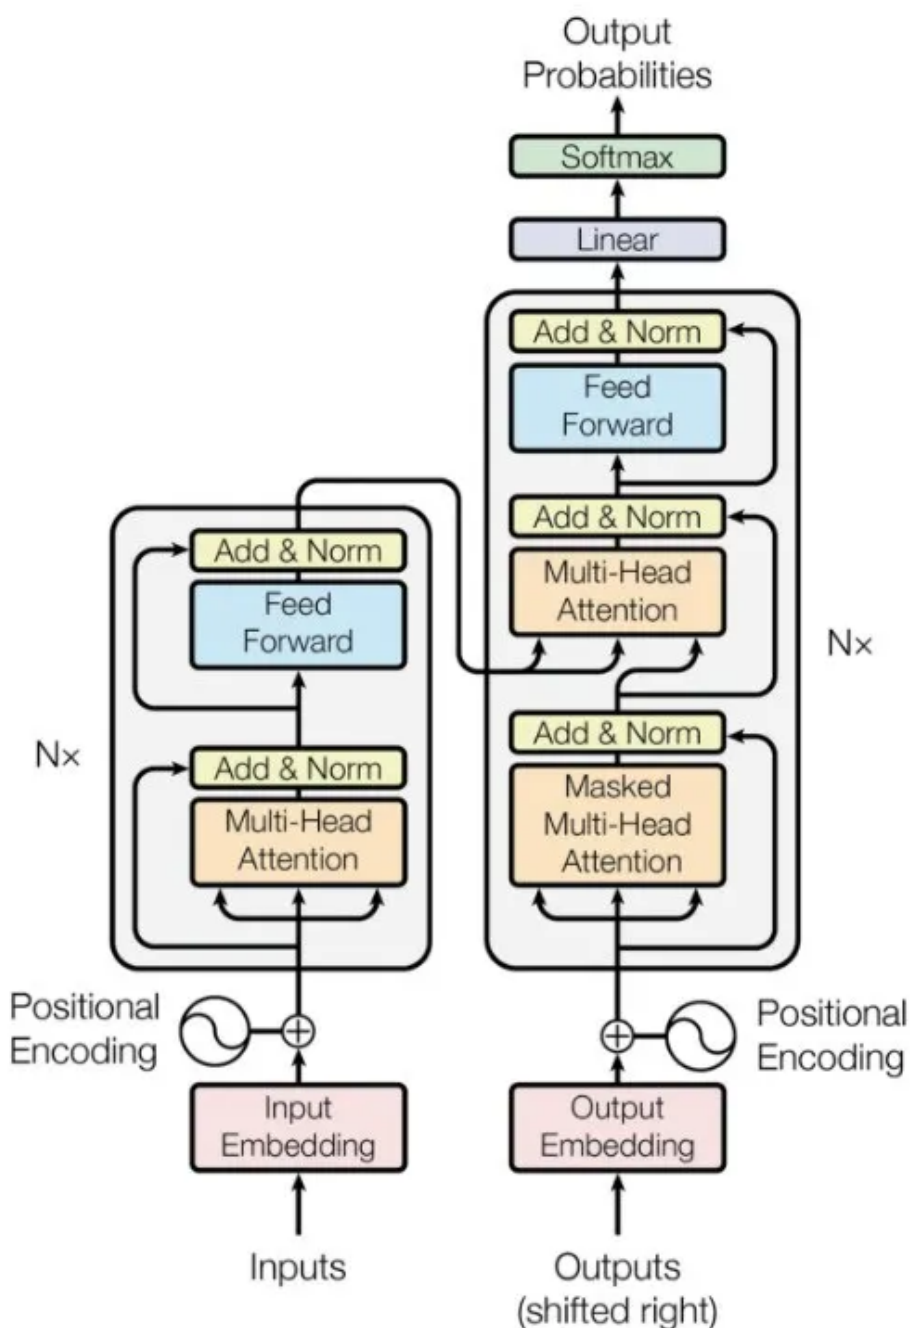 Output
Probabilities
Softmax
Linear
Add & Norm
Feed
Forward
Add & Norm
Multi-Head
Attention
Nx
Add & Norm
Masked
Multi-Head
Attention
Add & Norm
Feed
Forward
Nx
Add & Norm
Multi-Head
Attention
Positional
Encoding
Positional
Encoding
Input
Embedding
Output
Embedding
Inputs
Outputs
(shifted right)